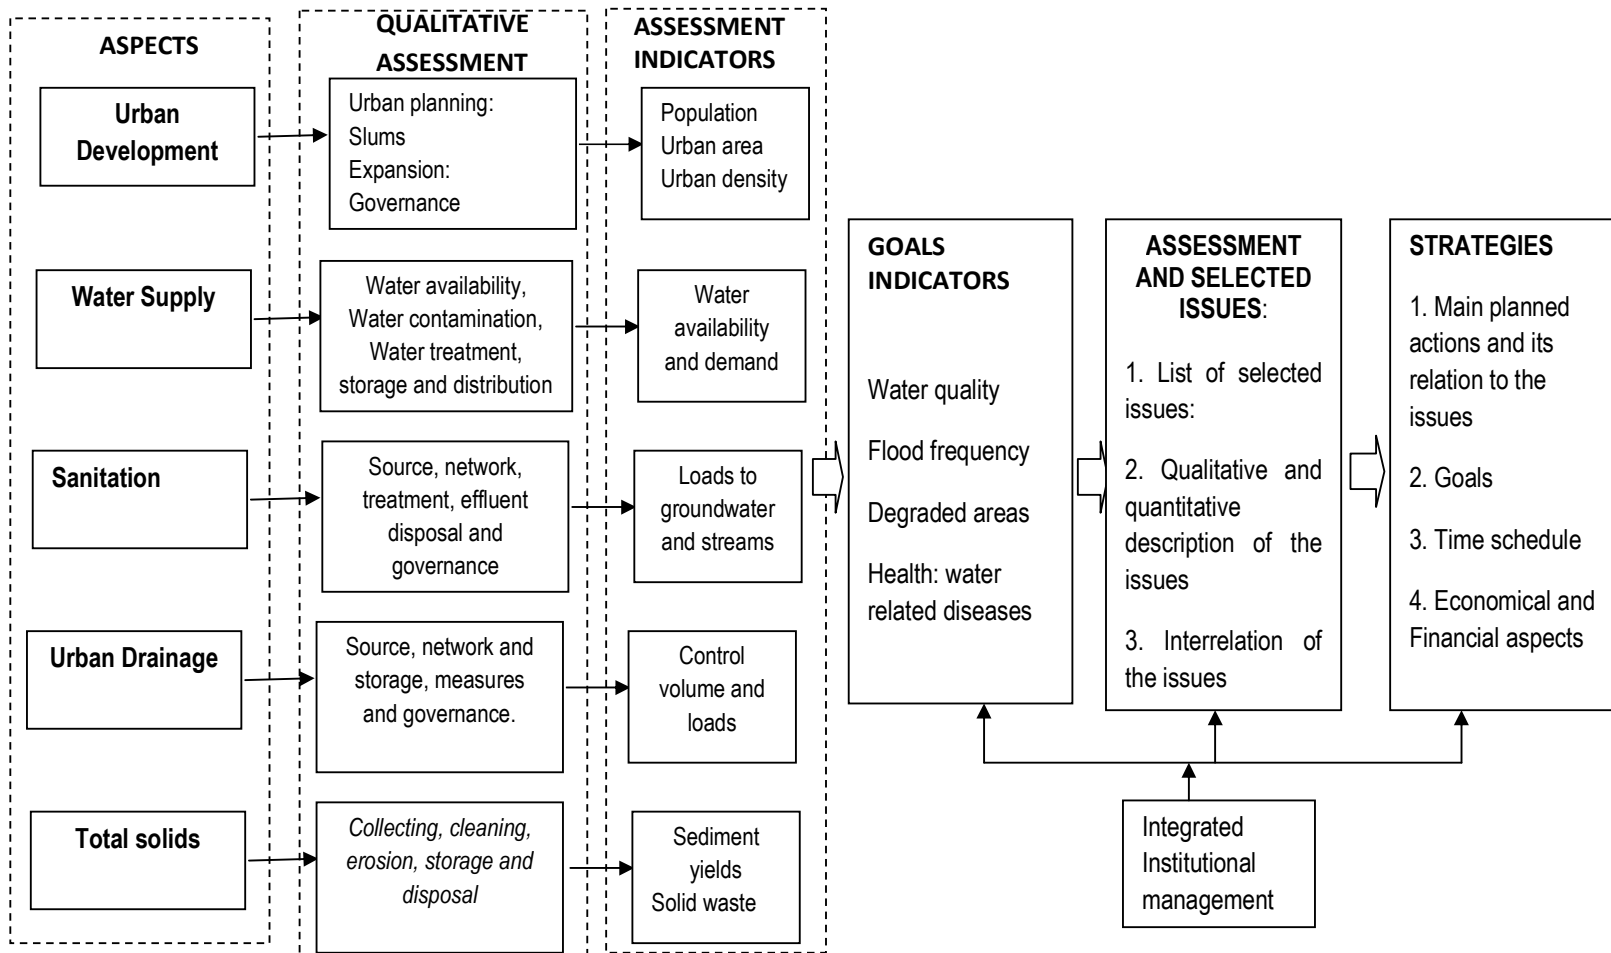 ASPECTS
Urban
Development
Water Supply
Sanitation
Urban Drainage
Total solids
QUALITATIVE
ASSESSMENT
Urban planning:
Slums
Expansion:
Governance
Water availability,
Water contamination,
Water treatment,
storage and distribution
Source, network,
treatment, effluent
disposal and
governance
Source, network and
storage, measures
and governance.
Collecting, cleaning,
erosion, storage and
disposal
ASSESSMENT
INDICATORS
Population
Urban area
Urban density
Water
availability
and demand
Loads to
groundwater
and streams
Control
volume and
loads
Sediment
yields
Solid waste
GOALS
INDICATORS
Water quality
Flood frequency
Degraded areas
Health: water
related diseases
ASSESSMENT
AND SELECTED
ISSUES:
1. List of selected
issues:
2. Qualitative and
quantitative
description of the
issues
3. Interrelation of
the issues
STRATEGIES
1. Main planned
actions and its
relation to the
issues
2. Goals
3. Time schedule
4. Economical and
Financial aspects
Integrated
Institutional
management